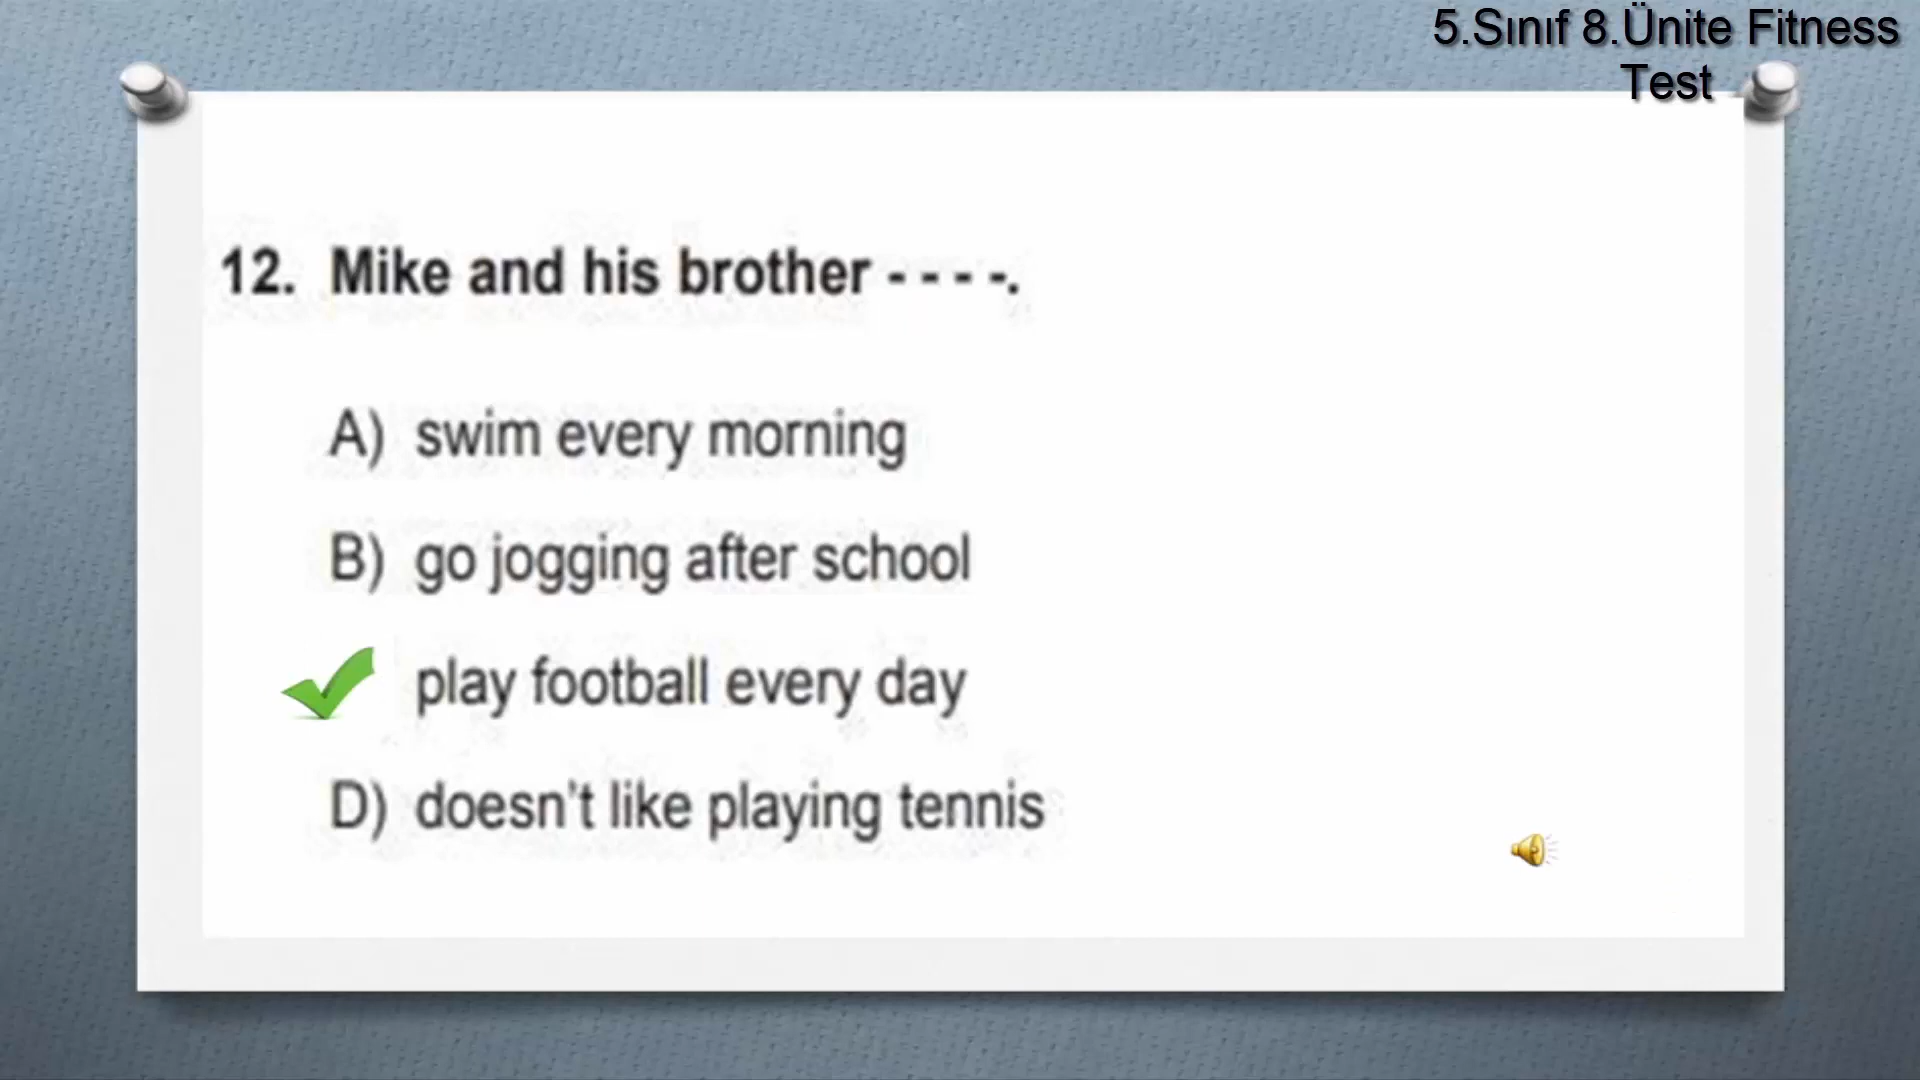 5.Sınıf 8.Ünite Fitness
Test
12. Mike and his brother - - - -.
A) swim every morning
B) go jogging after school
play football every day
D) doesn't like playing tennis